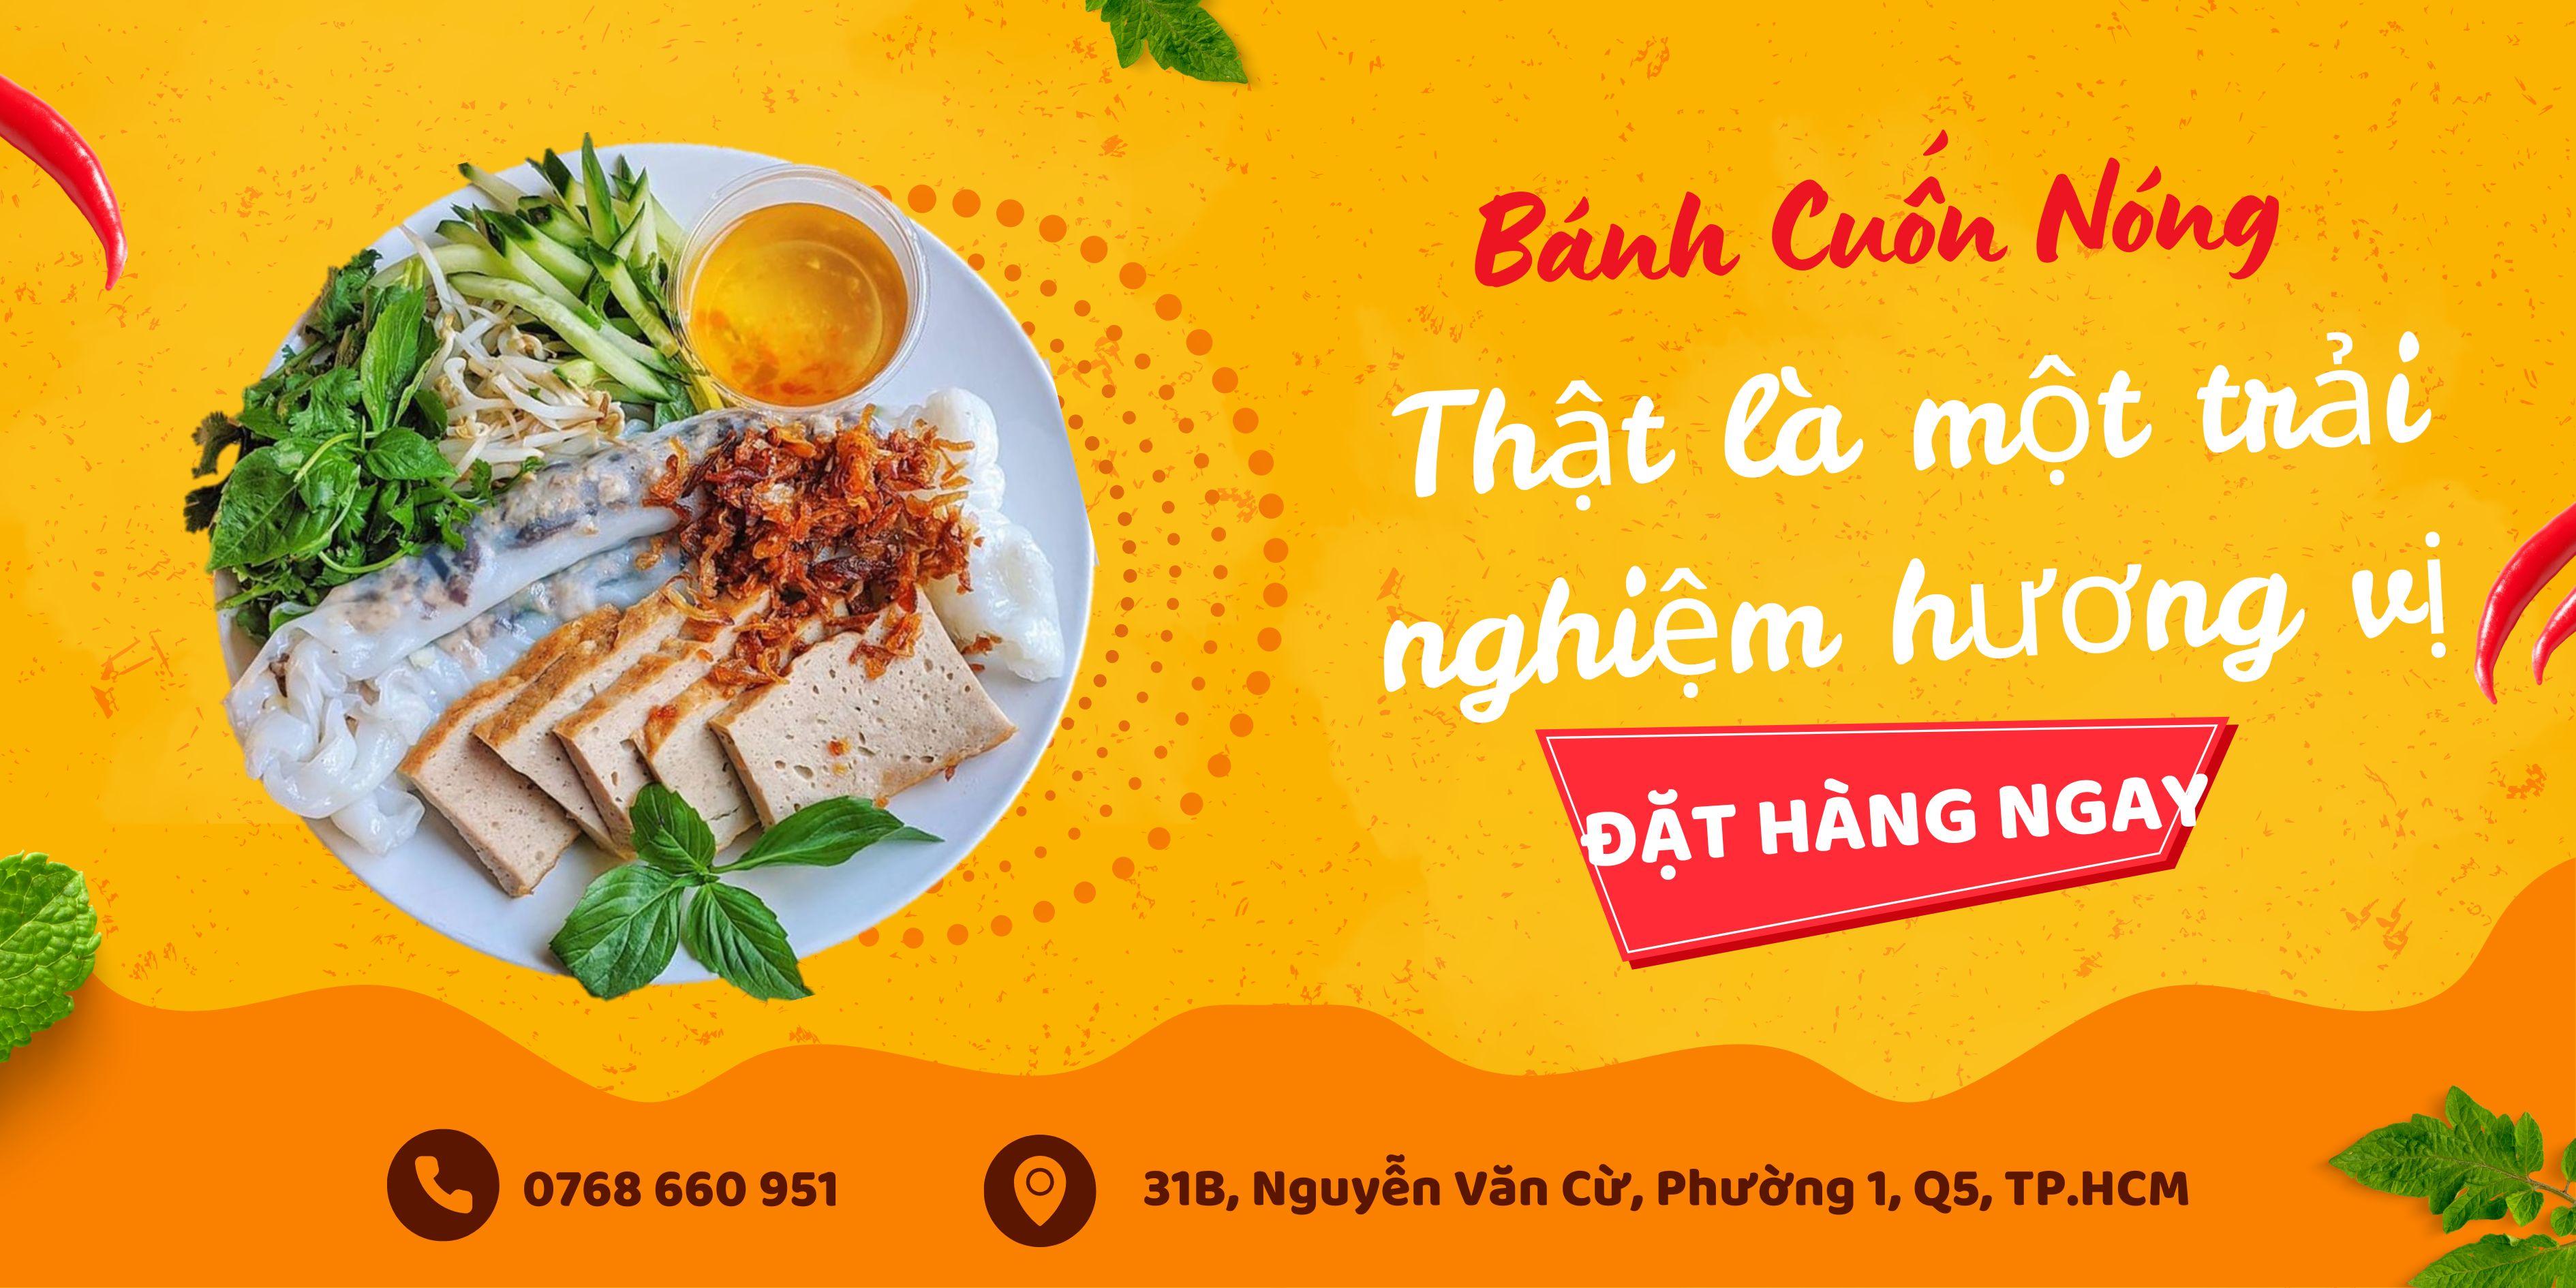 Bánh Cuốn Nóng
Thật là một trải
nghiệm hương vị
ĐẶT HÀNG NGAY
0768 660 951
31B, Nguyễn Văn Cừ, Phường 1, Q5, TP.HCM